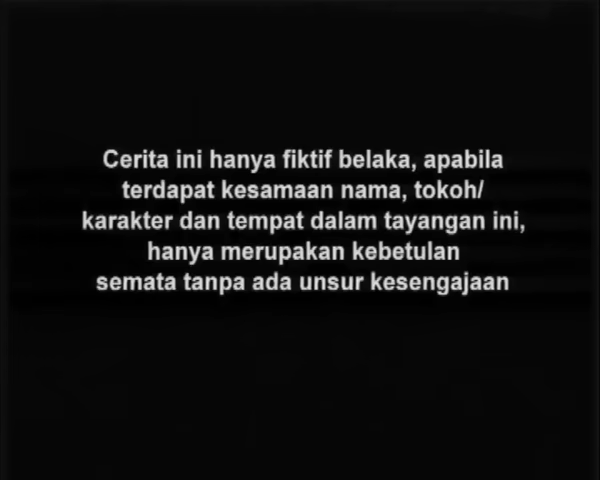 Cerita ini hanya fiktif belaka, apabila
terdapat kesamaan nama, tokoh/
karakter dan tempat dalam tayangan ini,
hanya merupakan kebetulan
semata tanpa ada unsur kesengajaan